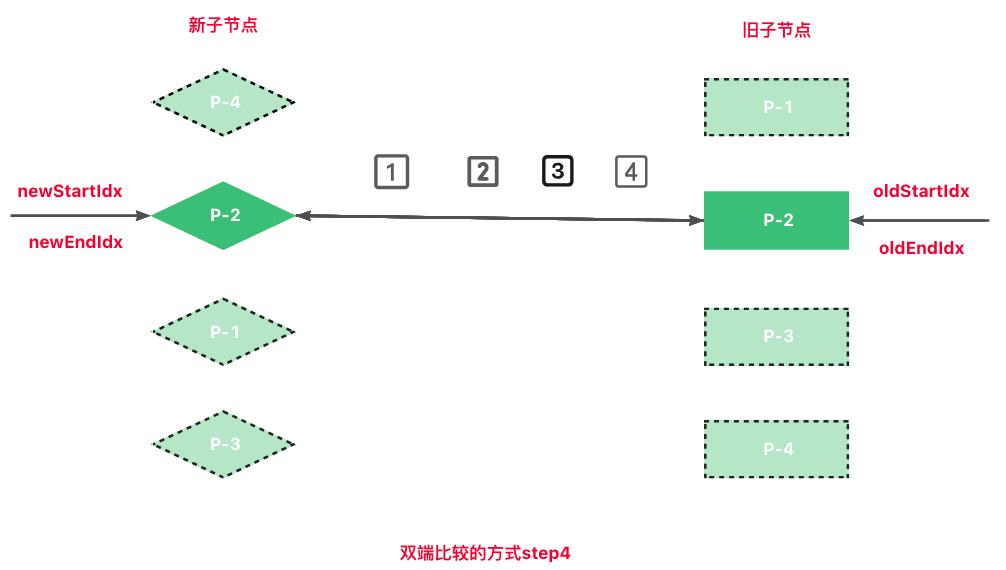 新子节点
旧子节点
P-4
P-1
1
2
3
4
newStartIdx
newEndIdx
P-2
P-2
oldStartIdx
oldEndIdx
P-1
P-3
P-3
P-4
双端比较的方式step4